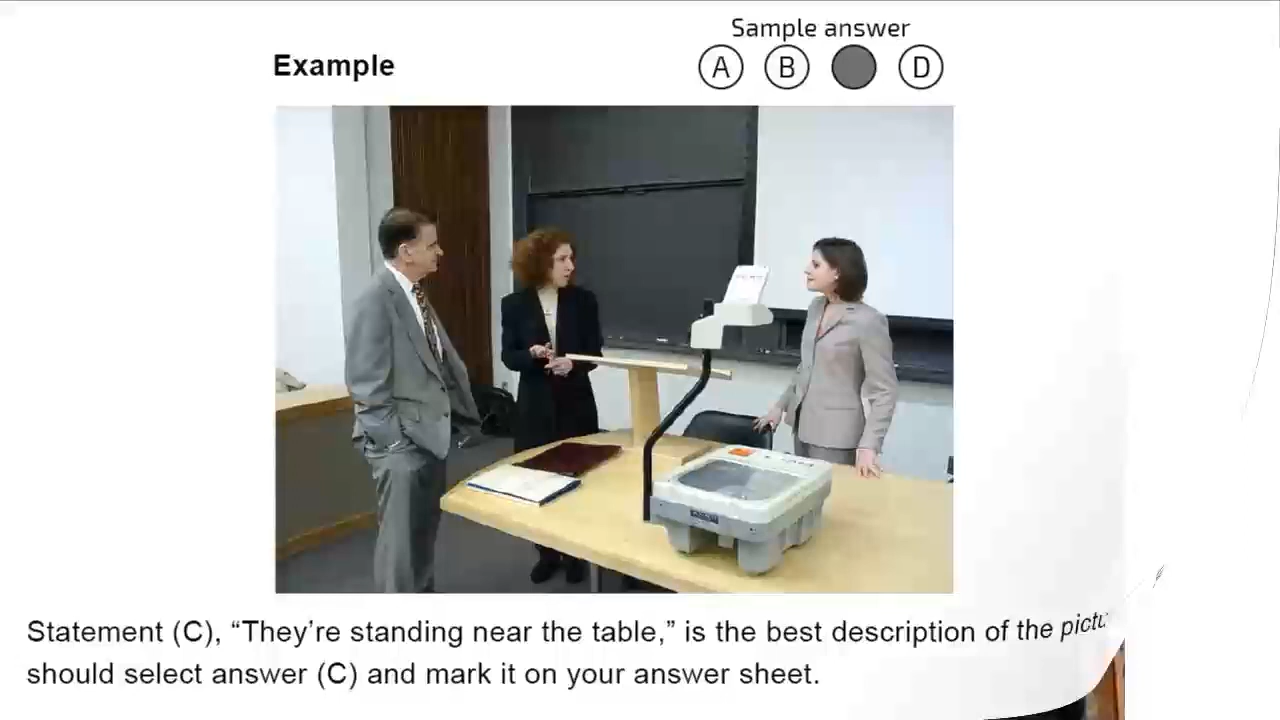 Sample answer
Example
A B D
Statement (C), “They’re standing near the table,” is the best description of the
should select answer (C) and mark it on your answer sheet.